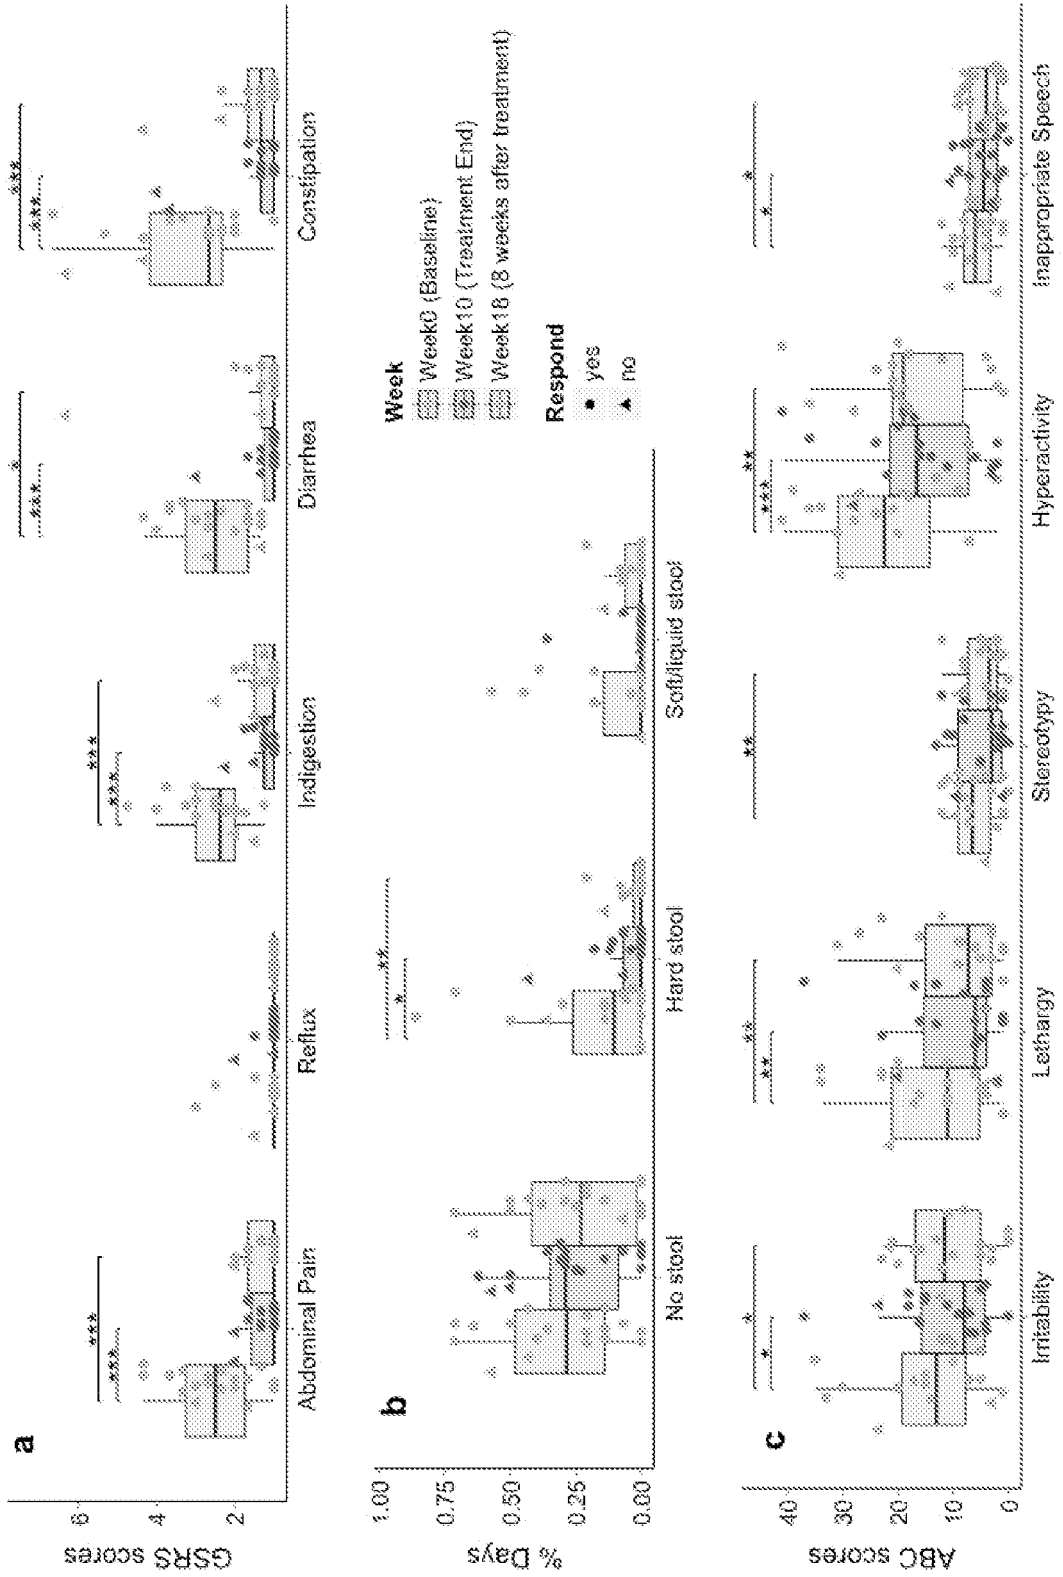 a
GSRS scores
6
4
2
***
***
***
***
*
***
***
***
Abdominal Pain Reflux Indigestion Diarrhea Constipation
b
% Days
1.00
0.75
0.50
0.25
0.00
**
*
No stool Hard stool Soft/liquid stool
Week
Week0 (Baseline)
Week10 (Treatment End)
Week18 (8 weeks after treatment)
Respond
yes
no
c
ABC scores
40
30
20
10
0
*
*
**
**
**
**
***
*
*
Irritability Lethargy Stereotypy Hyperactivity Inappropriate Speech